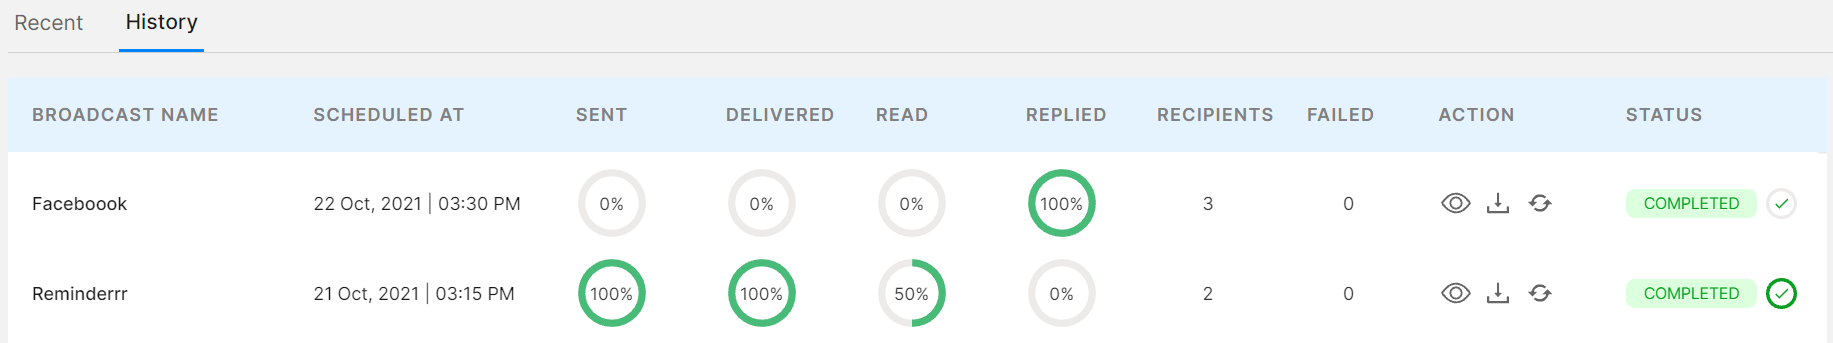 Recent History
BROADCAST NAME SCHEDULED AT SENT DELIVERED READ REPLIED RECIPIENTS FAILED ACTION STATUS
Faceboook 22 Oct, 2021 | 03:30 PM 0% 0% 0% 100% 3 0 COMPLETED
Reminderrr 21 Oct, 2021 | 03:15 PM 100% 100% 50% 0% 2 0 COMPLETED